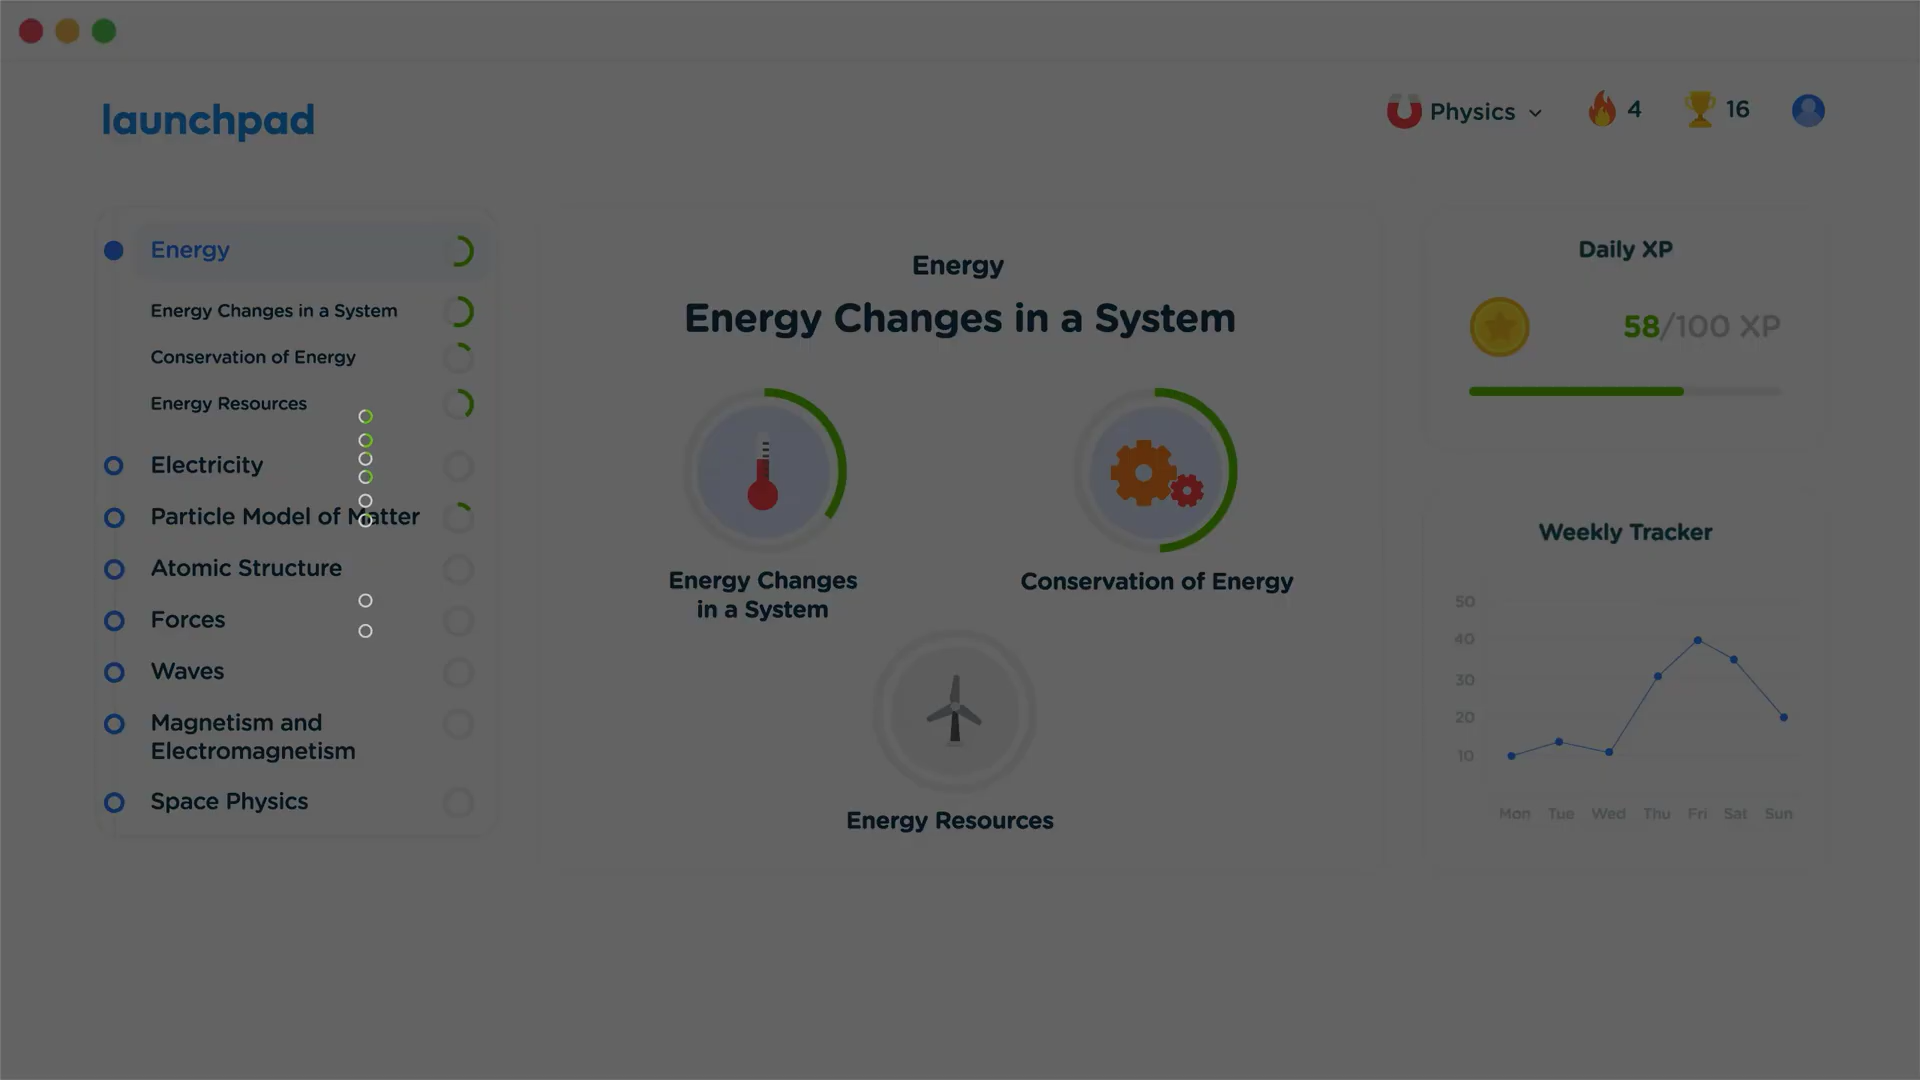 launchpad
Physics
4
16
Energy
Energy Changes in a System
Conservation of Energy
Energy Resources
Electricity
Particle Model of Matter
Atomic Structure
Forces
Waves
Magnetism and
Electromagnetism
Space Physics
Energy
Energy Changes in a System
Energy Changes
in a System
Conservation of Energy
Energy Resources
Daily XP
58/100 XP
Weekly Tracker
50
40
30
20
10
Mon Tue Wed Thu Fri Sat Sun